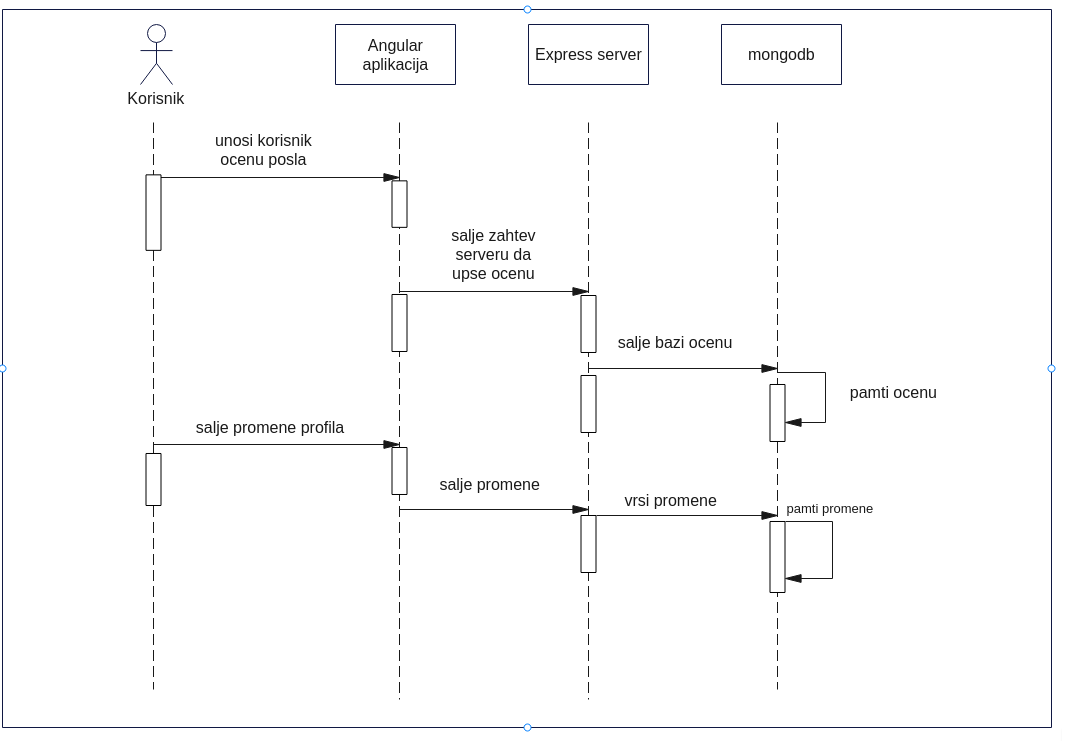 Angular
aplikacija
Express server
mongodb
Korisnik
unosi korisnik
ocenu posla
salje zahtev
serveru da
upse ocenu
salje bazi ocenu
pamti ocenu
salje promene profila
salje promene
vrsi promene
pamti promene